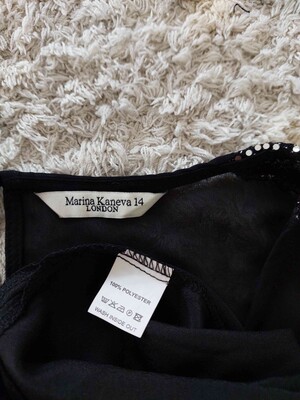 Marina Kaneva 14
LONDON
100% POLYESTER
WASH INSIDE OUT